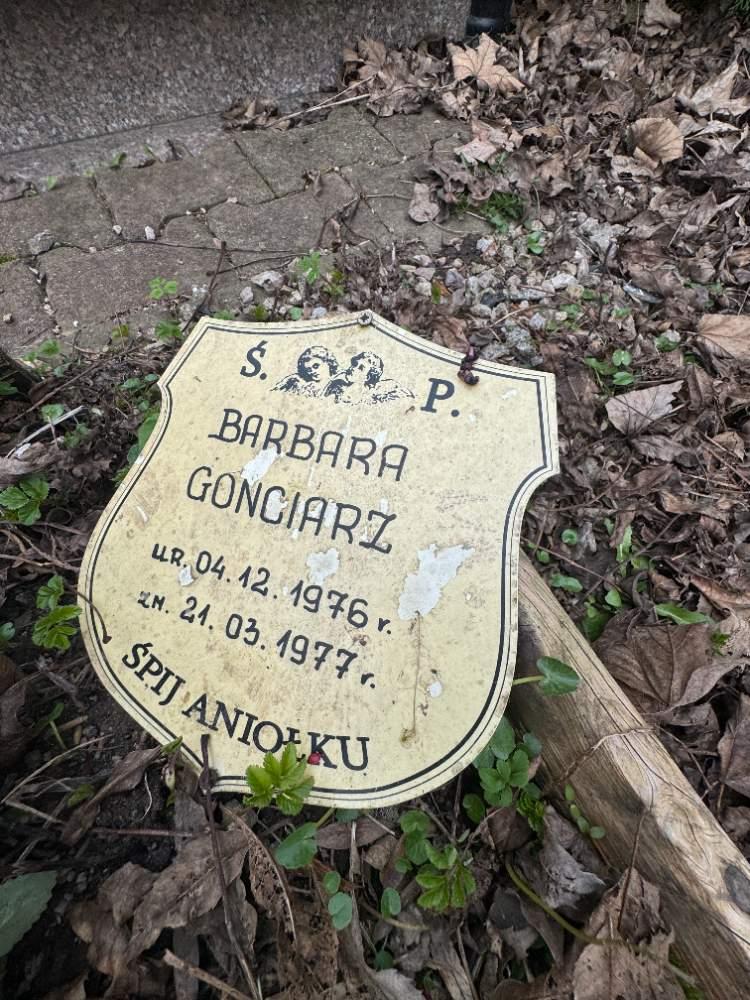 Ś. P.
BARBARA
GONCIARZ
ur. 04.12.1976 r.
zm. 21.03.1977 r.
ŚPIJ ANIOŁKU